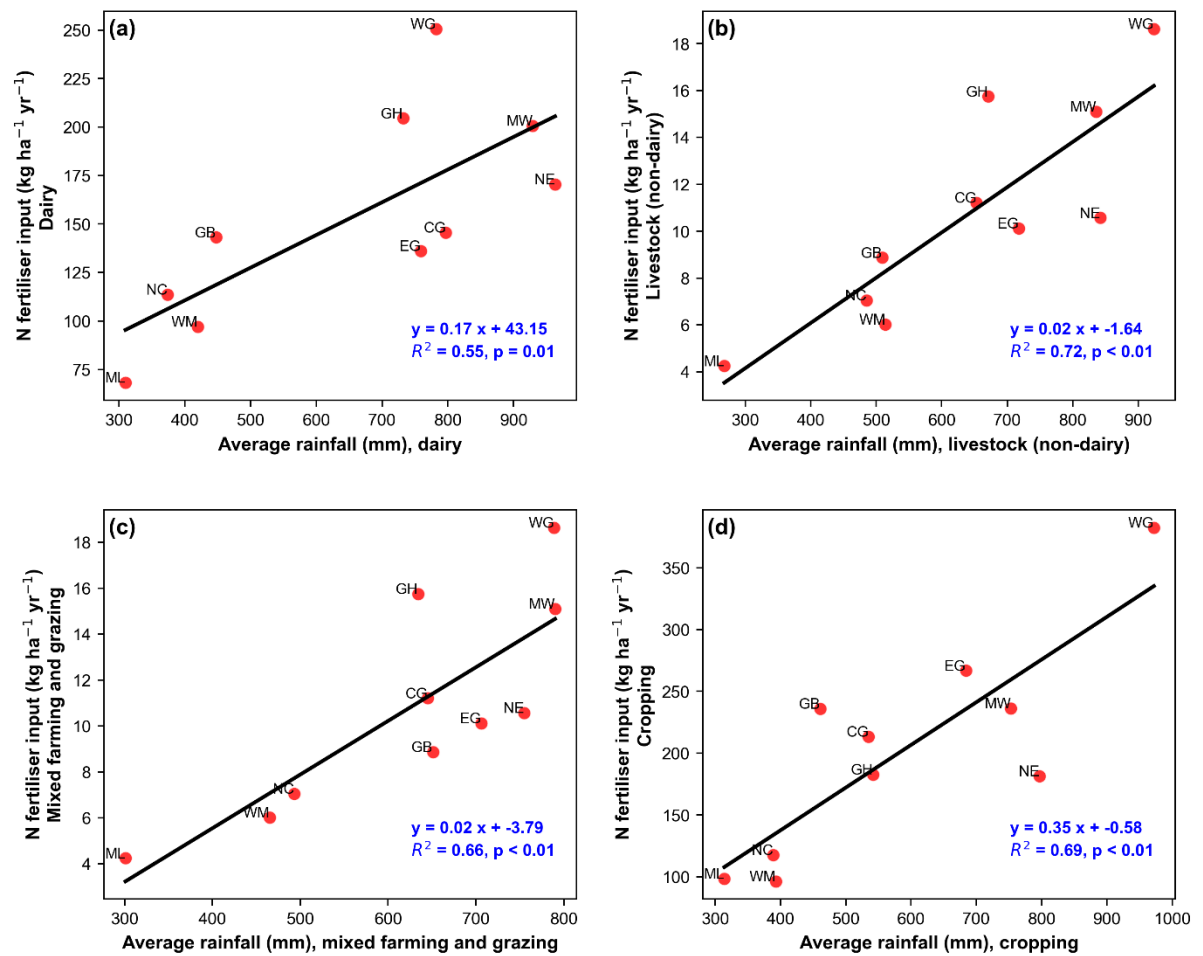 (a)
N fertiliser input (kg ha⁻¹ yr⁻¹)
Dairy
250
225
200
175
150
125
100
75
WG
GH
MW
NE
GB
CG
EG
NC
WM
ML
y = 0.17 x + 43.15
R² = 0.55, p = 0.01
300 400 500 600 700 800 900
Average rainfall (mm), dairy
(b)
N fertiliser input (kg ha⁻¹ yr⁻¹)
Livestock (non-dairy)
18
16
14
12
10
8
6
4
WG
GH
MW
CG
NE
EG
GB
NC
WM
ML
y = 0.02 x + -1.64
R² = 0.72, p < 0.01
300 400 500 600 700 800 900
Average rainfall (mm), livestock (non-dairy)
(c)
N fertiliser input (kg ha⁻¹ yr⁻¹)
Mixed farming and grazing
18
16
14
12
10
8
6
4
WG
GH
MW
CG
NE
EG
GB
NC
WM
ML
y = 0.02 x + -3.79
R² = 0.66, p < 0.01
300 400 500 600 700 800
Average rainfall (mm), mixed farming and grazing
(d)
N fertiliser input (kg ha⁻¹ yr⁻¹)
Cropping
350
300
250
200
150
100
WG
EG
GB
MW
CG
GH
NE
NC
ML
WM
y = 0.35 x + -0.58
R² = 0.69, p < 0.01
300 400 500 600 700 800 900 1000
Average rainfall (mm), cropping